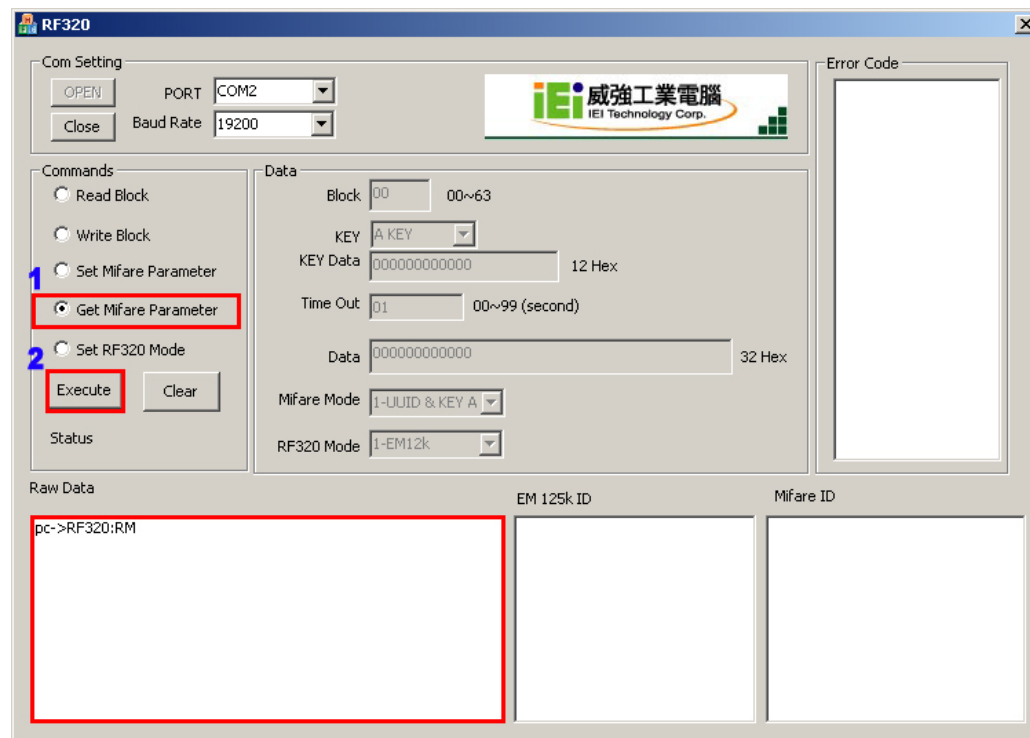 RF320
Com Setting
OPEN PORT COM2
Close Baud Rate 19200
iEi 威強工業電腦
IEI Technology Corp.
Error Code
Commands
Read Block
Write Block
1 Set Mifare Parameter
Get Mifare Parameter
2 Set RF320 Mode
Execute Clear
Status
Data
Block 00 00~63
KEY A KEY
KEY Data 000000000000 12 Hex
Time Out 01 00~99 (second)
Data 000000000000 32 Hex
Mifare Mode 1-UUID & KEY A
RF320 Mode 1-EM12k
Raw Data
pc->RF320:RM
EM 125k ID
Mifare ID